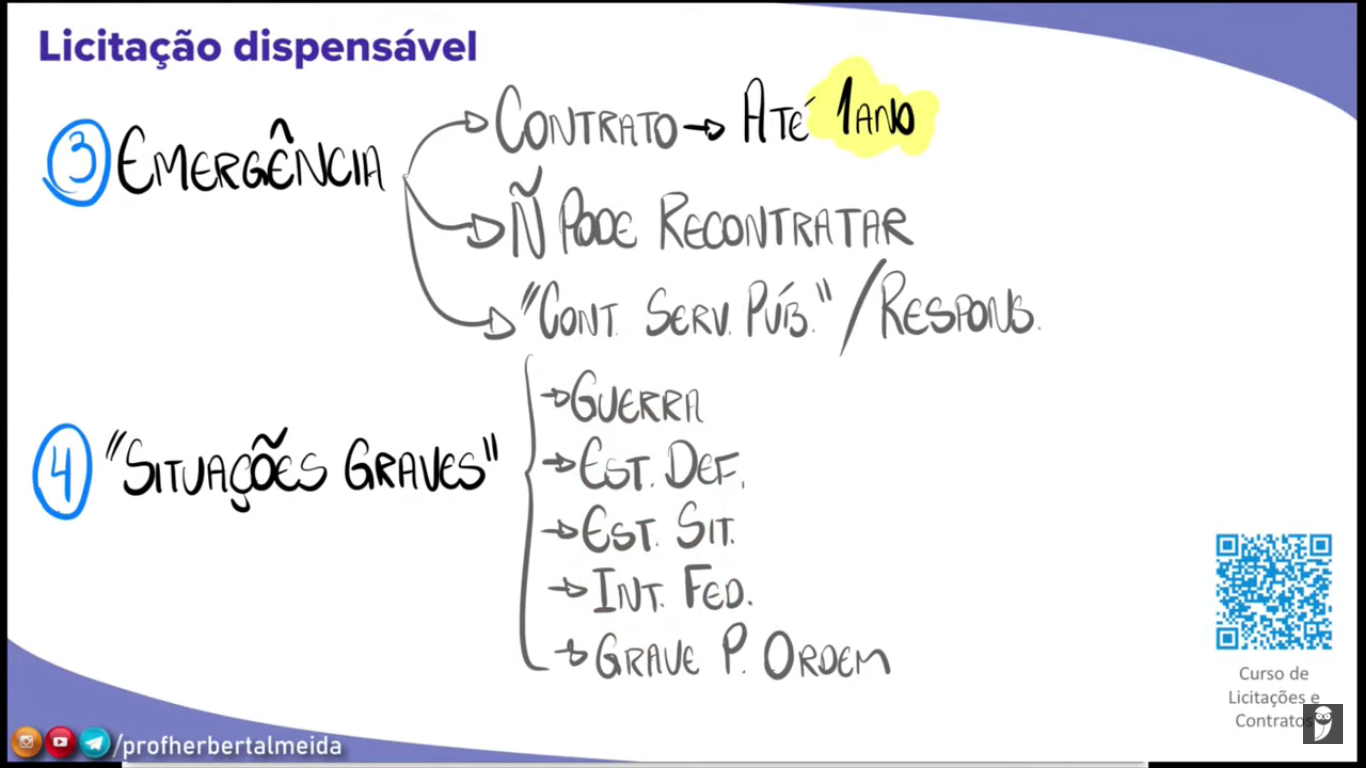 Licitação dispensável
3 EMERGÊNCIA
CONTRATO → ATÉ 1 ANO
Ñ PODE RECONTRATAR
"CONT. SERV. PÚB." / RESPONS.
4 "SITUAÇÕES GRAVES"
→ GUERRA
→ EST. DEF.
→ EST. SIT.
→ INT. FED.
→ GRAVE P. ORDEM
Curso de
Licitações e
Contratos
/profherbertalmeida